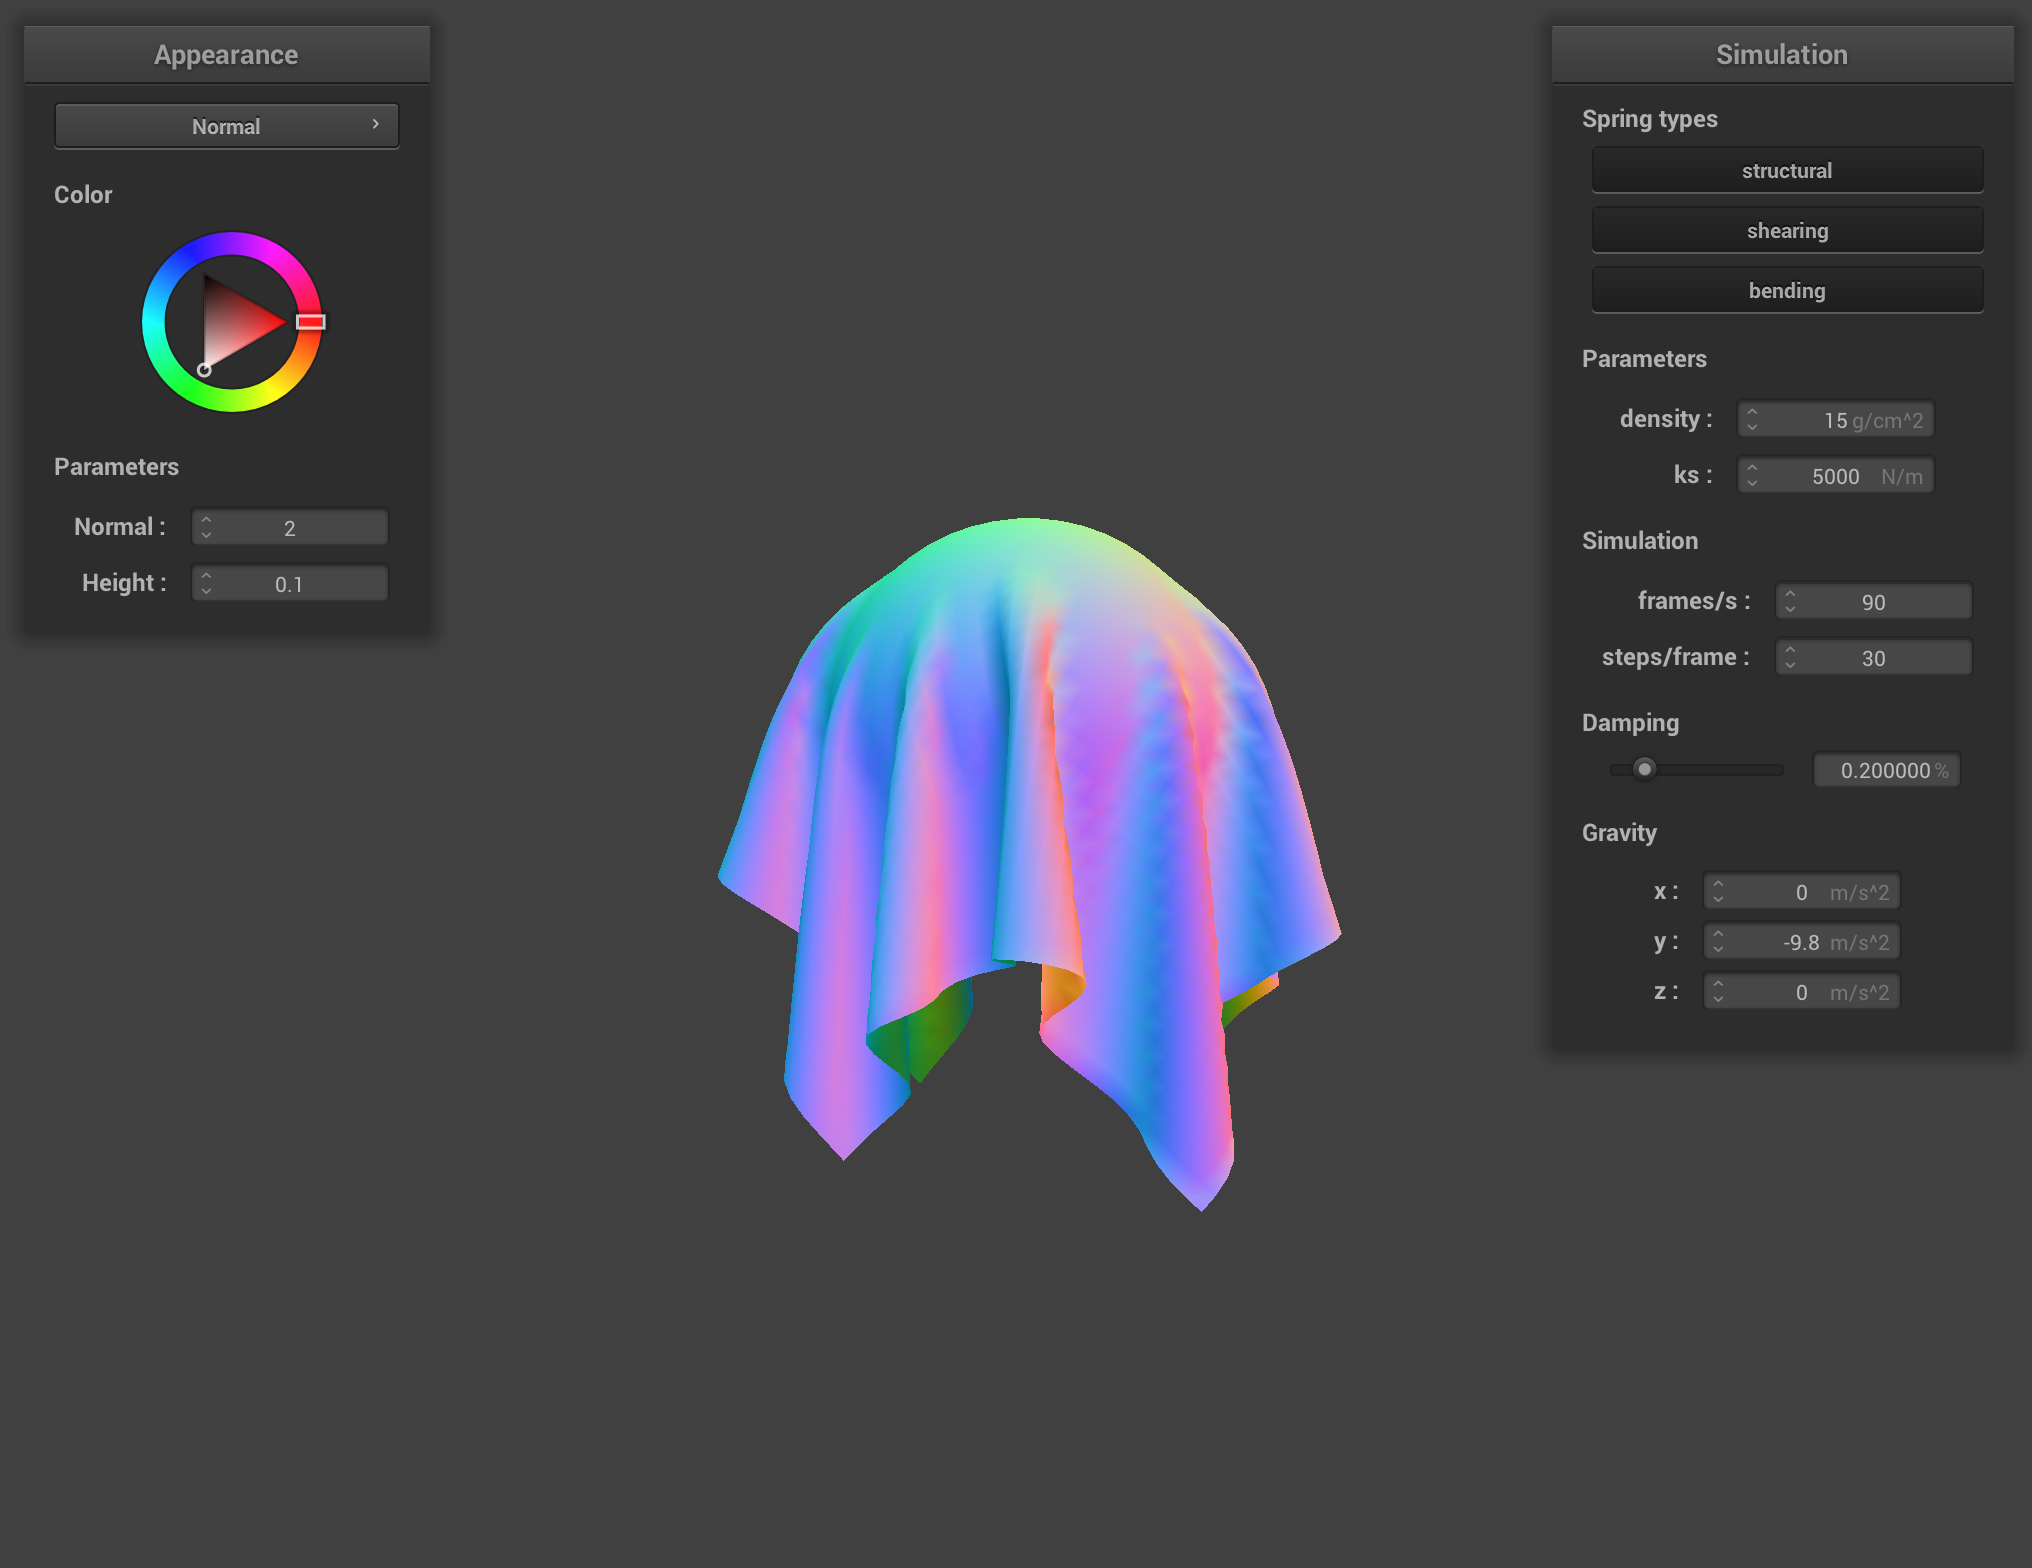 Appearance
Normal
Color
Parameters
Normal : 2
Height : 0.1
Simulation
Spring types
structural
shearing
bending
Parameters
density : 15 g/cm^2
ks : 5000 N/m
Simulation
frames/s : 90
steps/frame : 30
Damping
0.200000 %
Gravity
x : 0 m/s^2
y : -9.8 m/s^2
z : 0 m/s^2